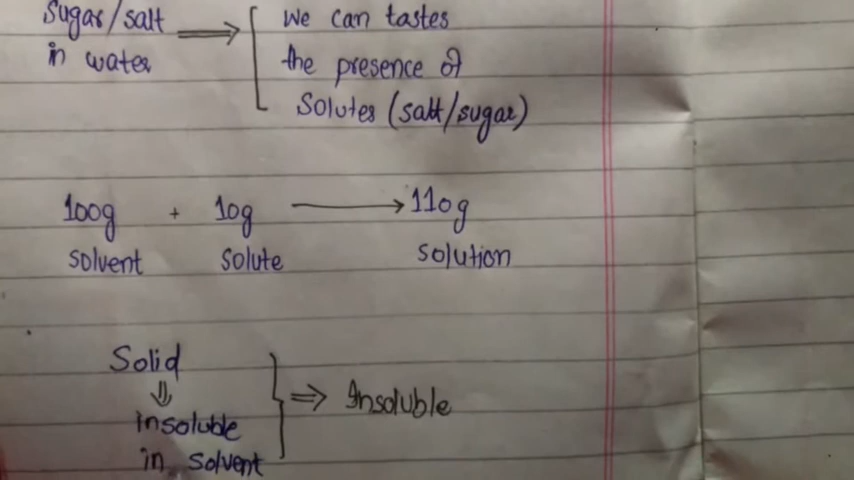 Sugar/salt ⟹ [ we can tastes
in water the presence of
Solutes (salt/sugar)
100g + 10g → 110g
solvent solute solution
Solid
⇓
insoluble } ⇒ Insoluble
in solvent